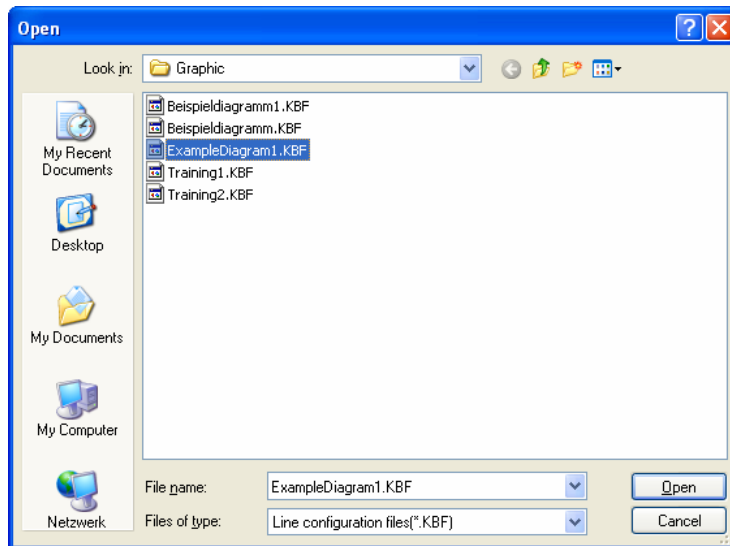 Open
Look in:
Graphic
My Recent
Documents
Desktop
My Documents
My Computer
Netzwerk
Beispieldiagramm1.KBF
Beispieldiagramm.KBF
ExampleDiagram1.KBF
Training1.KBF
Training2.KBF
File name:
ExampleDiagram1.KBF
Open
Files of type:
Line configuration files(*.KBF)
Cancel